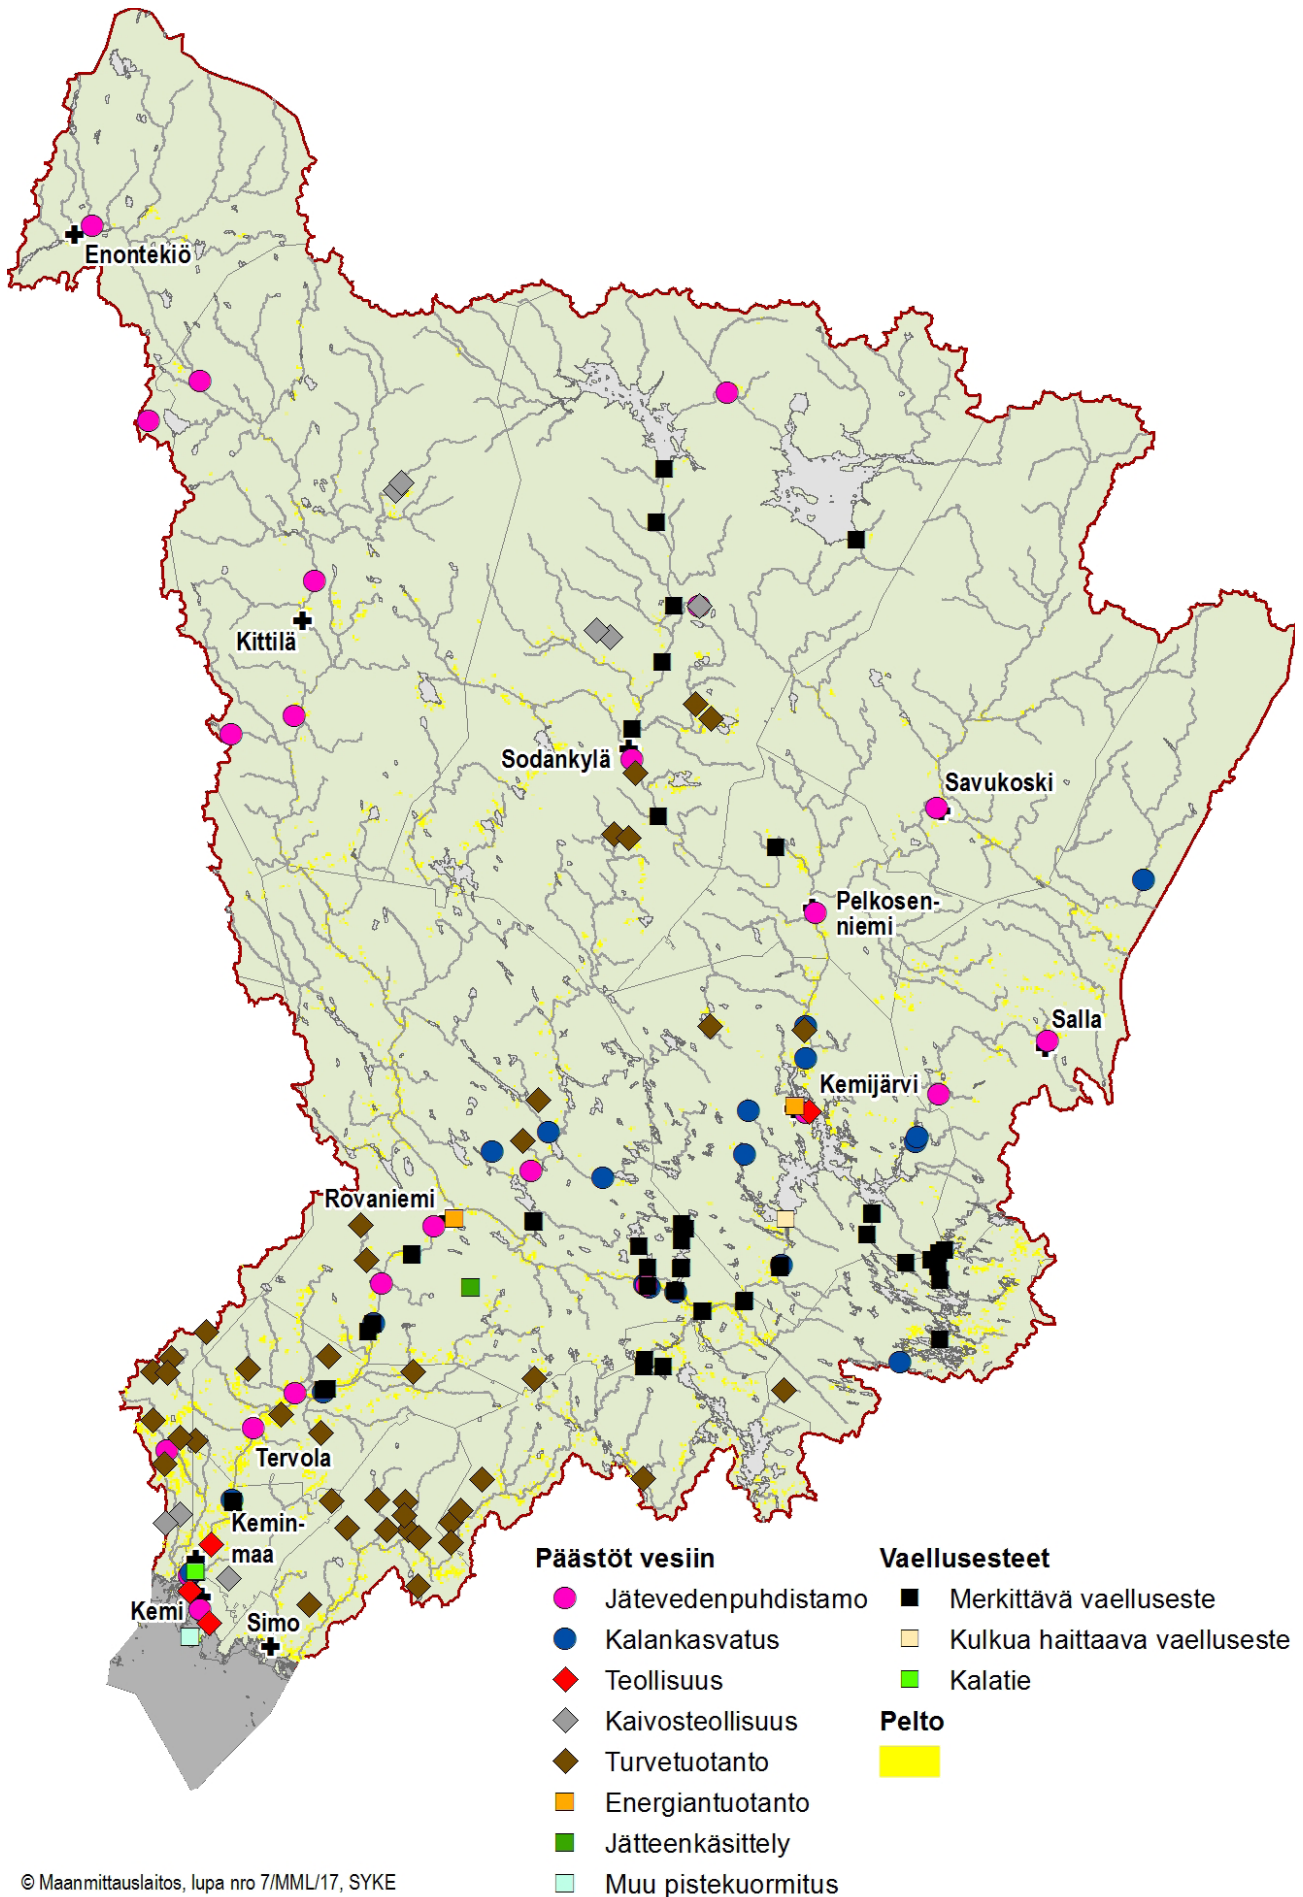 Enontekiö
Kittilä
Sodankylä
Savukoski
Pelkosen-
niemi
Salla
Kemijärvi
Rovaniemi
Tervola
Kemin-
maa
Kemi
Simo
Päästöt vesiin
Jätevedenpuhdistamo
Kalankasvatus
Teollisuus
Kaivosteollisuus
Turvetuotanto
Energiantuotanto
Jätteenkäsittely
Muu pistekuormitus
Vaellusesteet
Merkittävä vaelluseste
Kulkua haittaava vaelluseste
Kalatie
Pelto
© Maanmittauslaitos, lupa nro 7/MML/17, SYKE